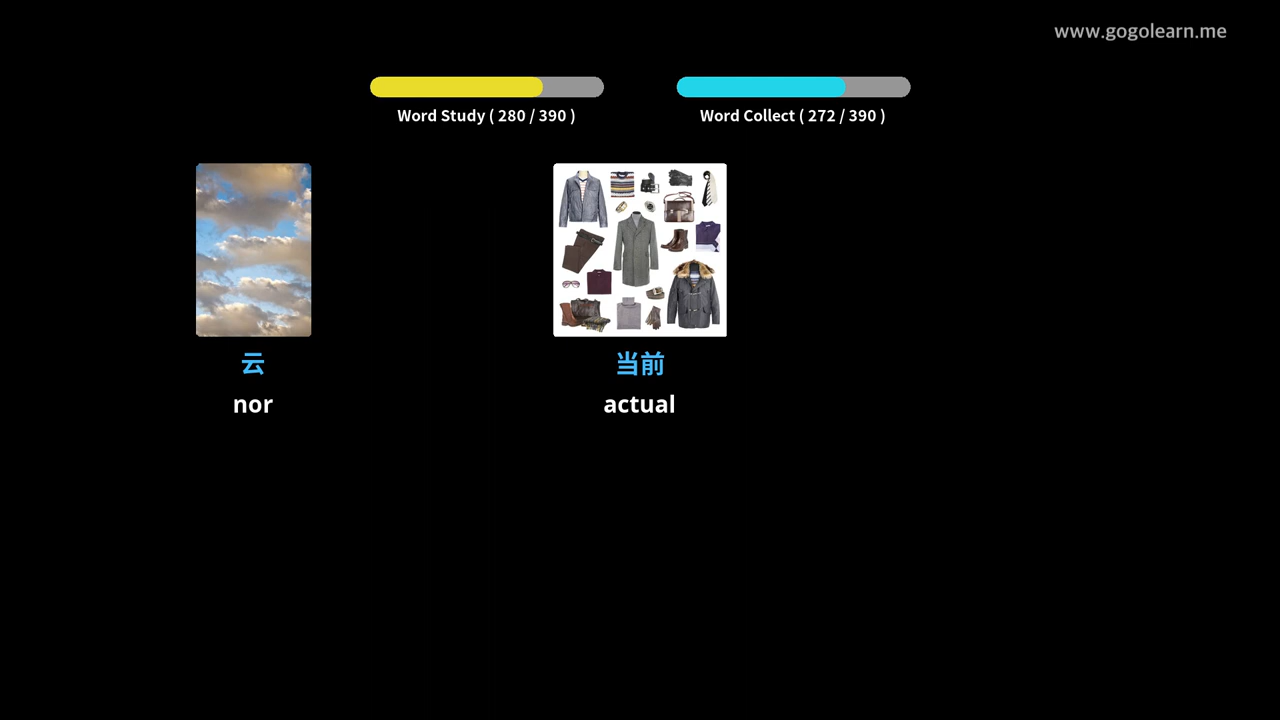 www.gogolearn.me
Word Study ( 280 / 390 )
Word Collect ( 272 / 390 )
云
nor
当前
actual